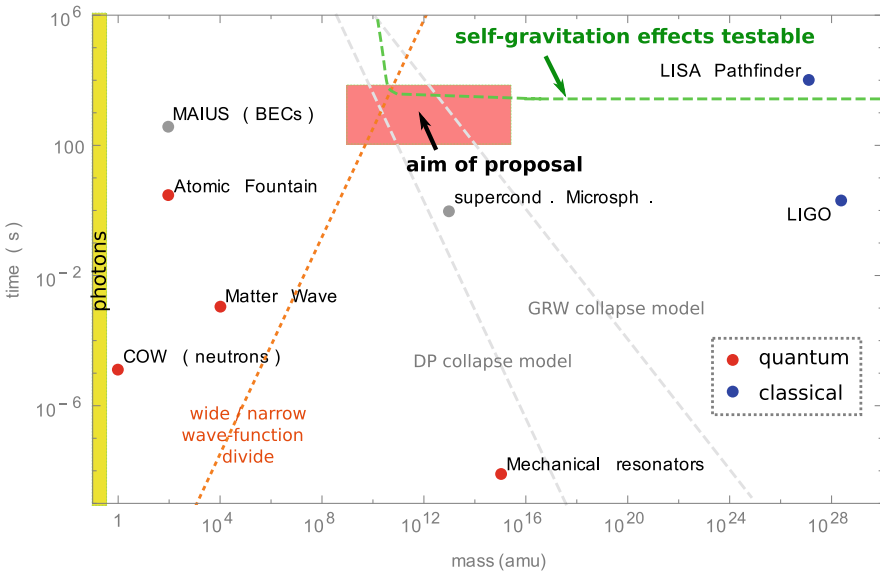 10^6
100
10^-2
10^-6
time ( s )
photons
self-gravitation effects testable
LISA Pathfinder
MAIUS ( BECs )
aim of proposal
Atomic Fountain
supercond . Microsph .
LIGO
Matter Wave
GRW collapse model
COW ( neutrons )
DP collapse model
quantum
classical
wide / narrow
wave-function
divide
Mechanical resonators
1
10^4
10^8
10^12
10^16
10^20
10^24
10^28
mass (amu)